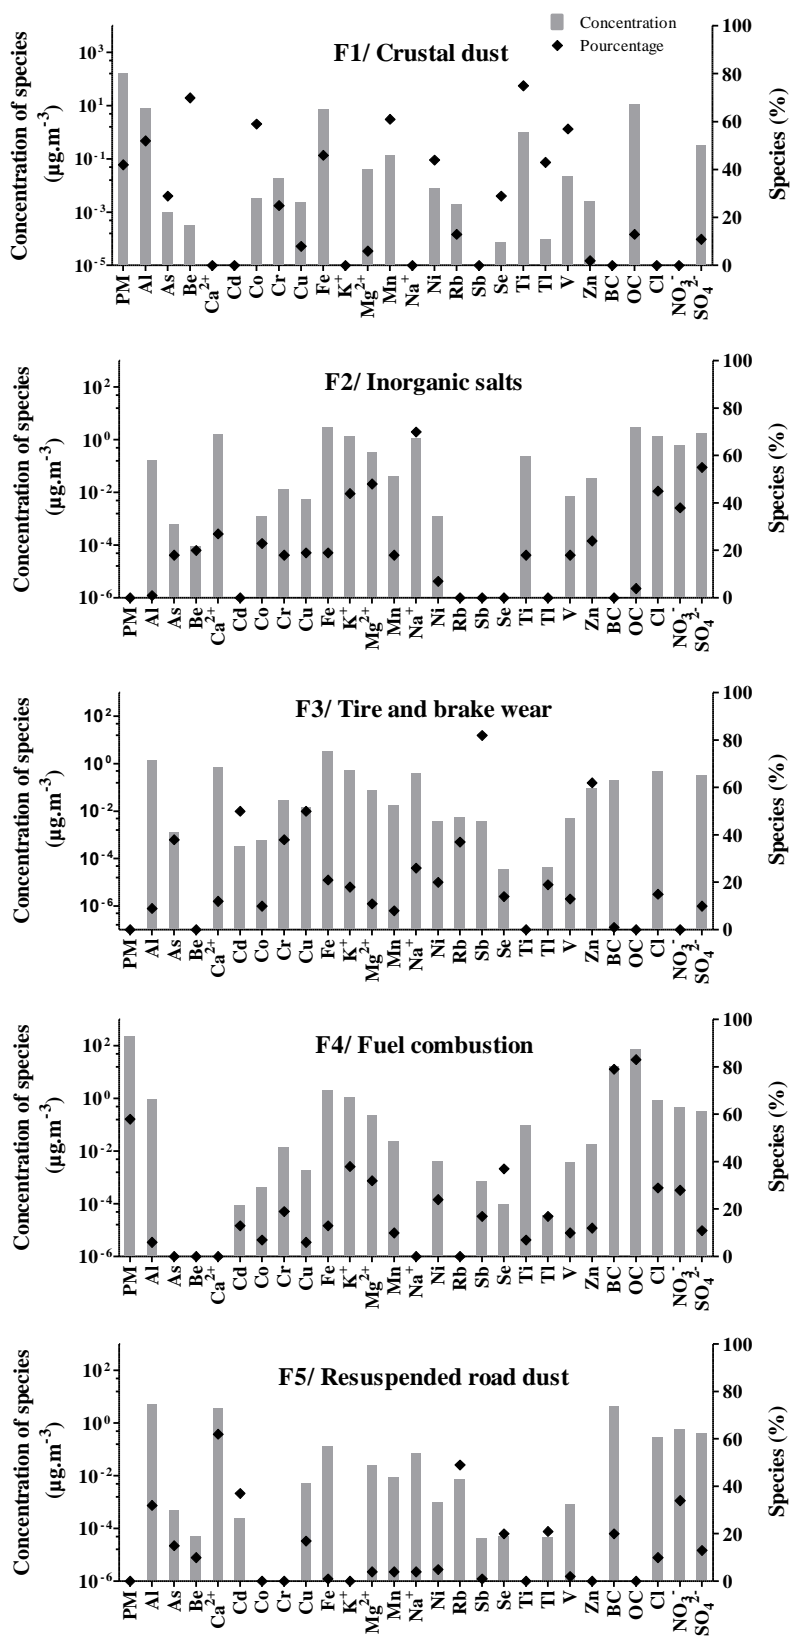 Concentration
Pourcentage
F1/ Crustal dust
Concentration of species
(µg.m-3)
10³
10¹
10-1
10-3
10-5
100
80
60
40
20
0
Species (%)
PM Al As Be Ca2+ Cd Co Cr Cu Fe K+ Mg2+ Mn Na+ Ni Rb Sb Se Ti Tl V Zn BC OC Cl NO3- SO42-
F2/ Inorganic salts
Concentration of species
(µg.m-3)
10²
10⁰
10-2
10-4
10-6
100
80
60
40
20
0
Species (%)
PM Al As Be Ca2+ Cd Co Cr Cu Fe K+ Mg2+ Mn Na+ Ni Rb Sb Se Ti Tl V Zn BC OC Cl NO3- SO42-
F3/ Tire and brake wear
Concentration of species
(µg.m-3)
10²
10⁰
10-2
10-4
10-6
100
80
60
40
20
0
Species (%)
PM Al As Be Ca2+ Cd Co Cr Cu Fe K+ Mg2+ Mn Na+ Ni Rb Sb Se Ti Tl V Zn BC OC Cl NO3- SO42-
F4/ Fuel combustion
Concentration of species
(µg.m-3)
10²
10⁰
10-2
10-4
10-6
100
80
60
40
20
0
Species (%)
PM Al As Be Ca2+ Cd Co Cr Cu Fe K+ Mg2+ Mn Na+ Ni Rb Sb Se Ti Tl V Zn BC OC Cl NO3- SO42-
F5/ Resuspended road dust
Concentration of species
(µg.m-3)
10²
10⁰
10-2
10-4
10-6
100
80
60
40
20
0
Species (%)
PM Al As Be Ca2+ Cd Co Cr Cu Fe K+ Mg2+ Mn Na+ Ni Rb Sb Se Ti Tl V Zn BC OC Cl NO3- SO42-